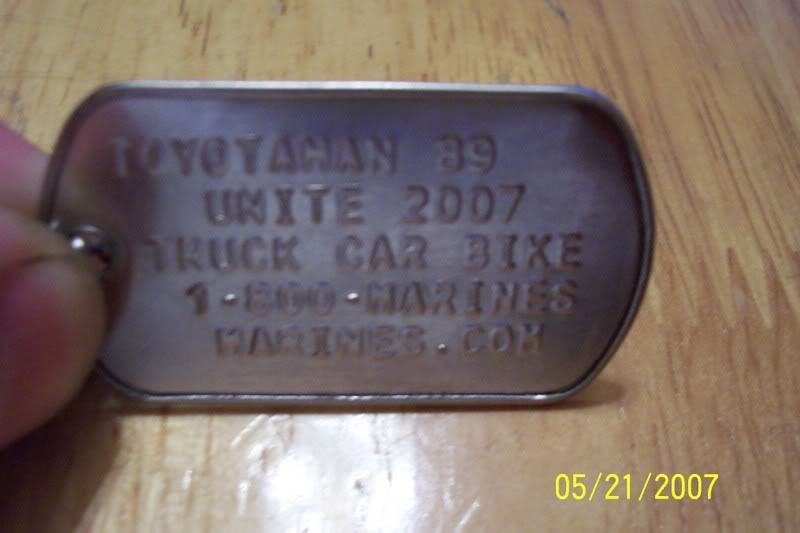 TOYOTAMAN 89
UNITE 2007
TRUCK CAR BIKE
1-800-MARINES
MARINES.COM
05/21/2007